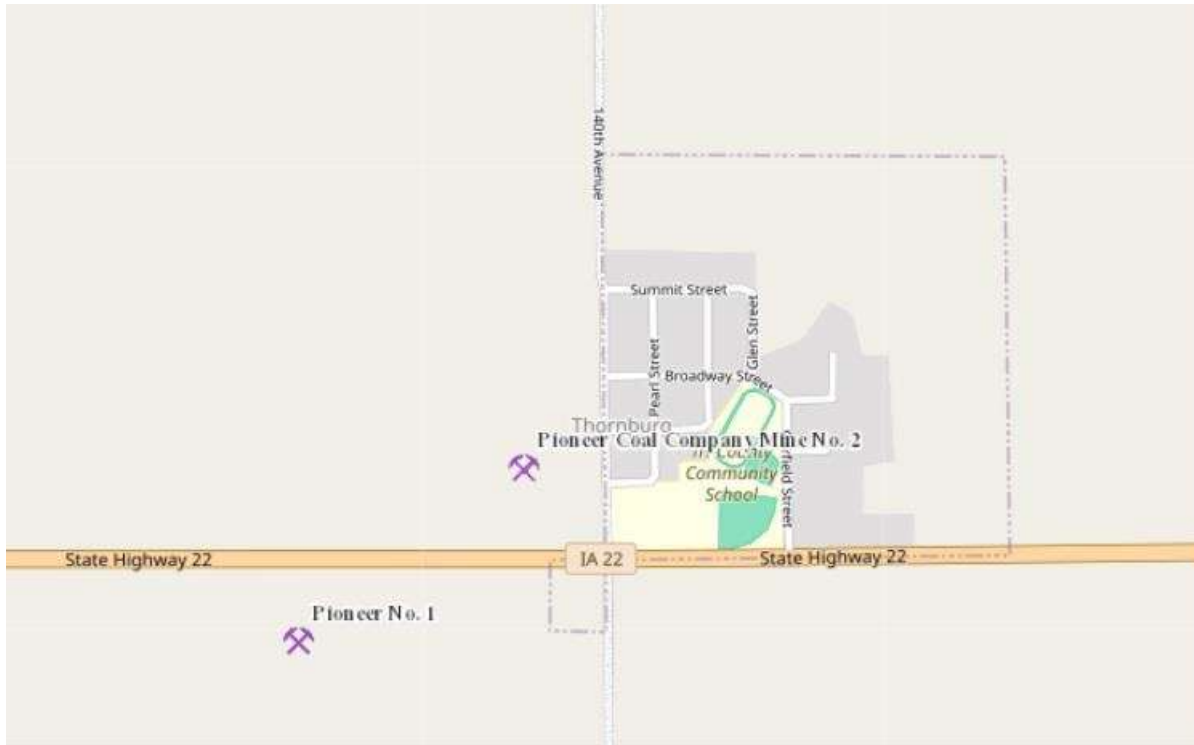 140th Avenue
Summit Street
Glen Street
Pearl Street
Broadway Street
Thornburg
Pioneer Coal Company Mine No. 2
County
Community
School
field Street
State Highway 22
IA 22
State Highway 22
Pioneer No. 1